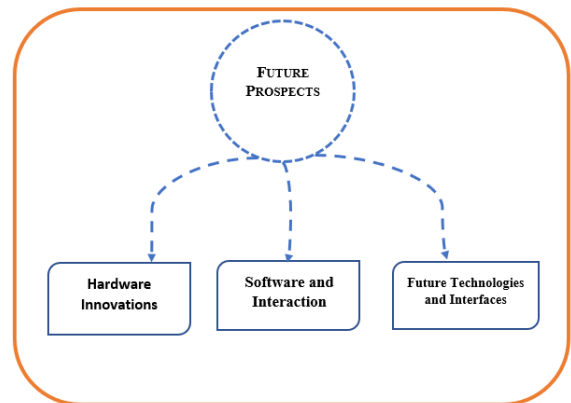 FUTURE
PROSPECTS
Hardware
Innovations
Software and
Interaction
Future Technologies
and Interfaces